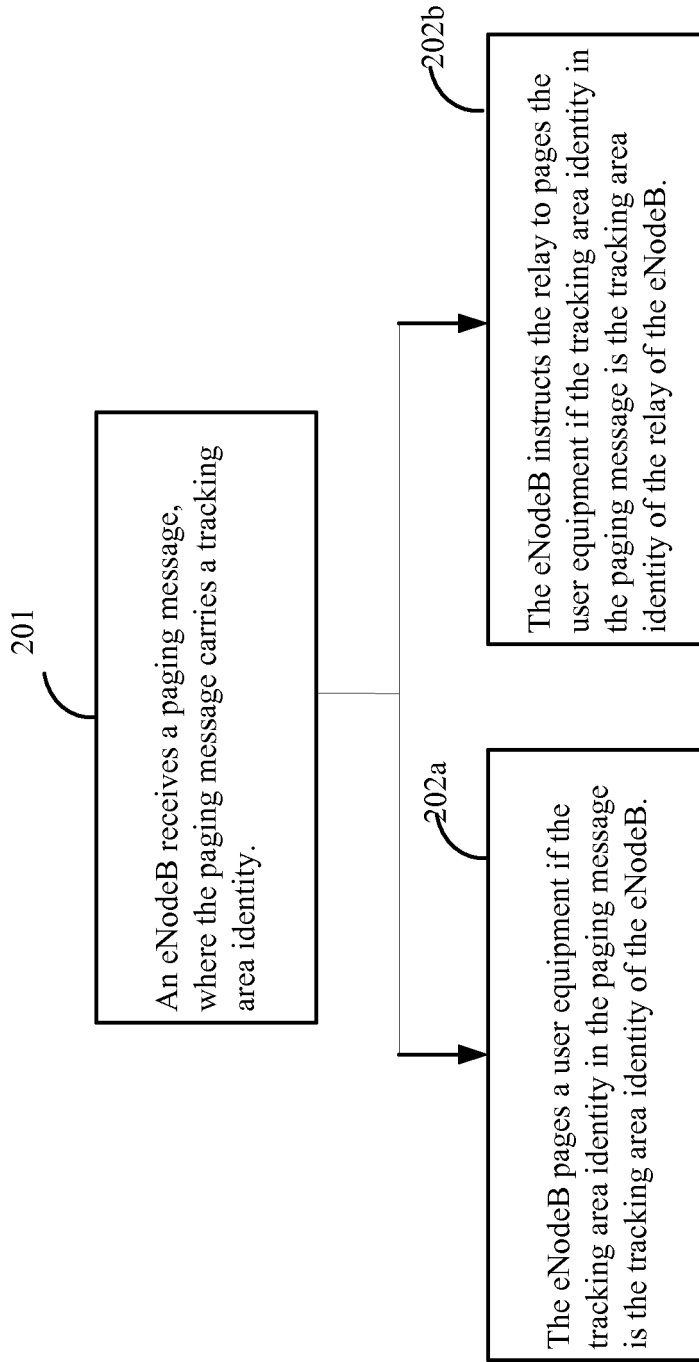 201
An eNodeB receives a paging message,
where the paging message carries a tracking
area identity.
202a
The eNodeB pages a user equipment if the
tracking area identity in the paging message
is the tracking area identity of the eNodeB.
202b
The eNodeB instructs the relay to pages the
user equipment if the tracking area identity in
the paging message is the tracking area
identity of the relay of the eNodeB.